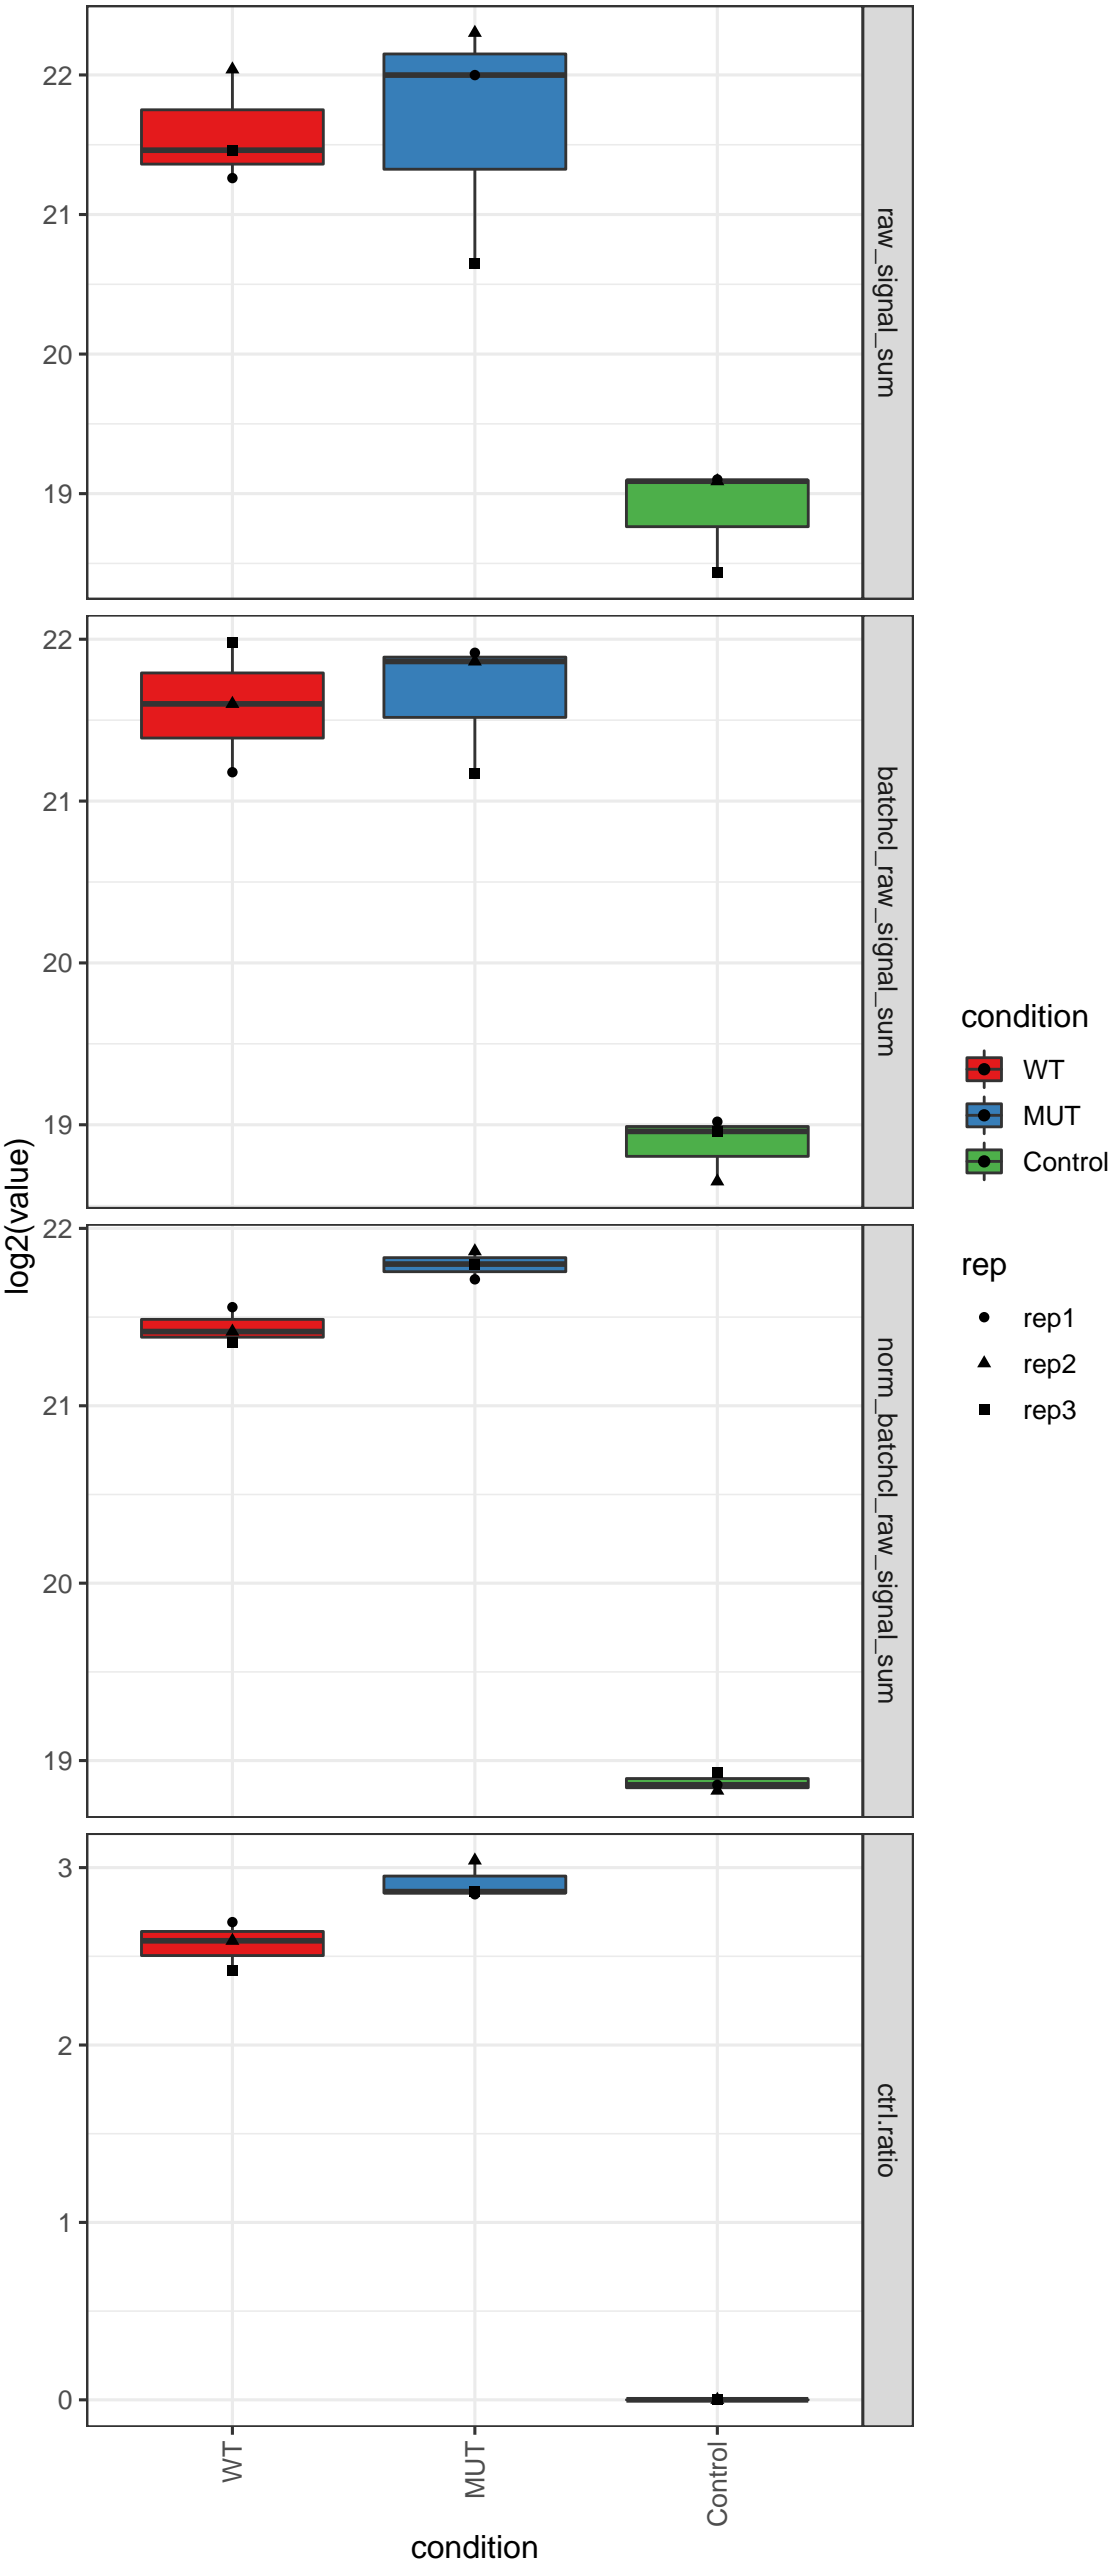 22
21
20
19
raw_signal_sum
22
21
20
19
batchcl_raw_signal_sum
22
21
20
19
norm_batchcl_raw_signal_sum
3
2
1
0
ctrl.ratio
log2(value)
WT
MUT
Control
condition
condition
WT
MUT
Control
rep
rep1
rep2
rep3